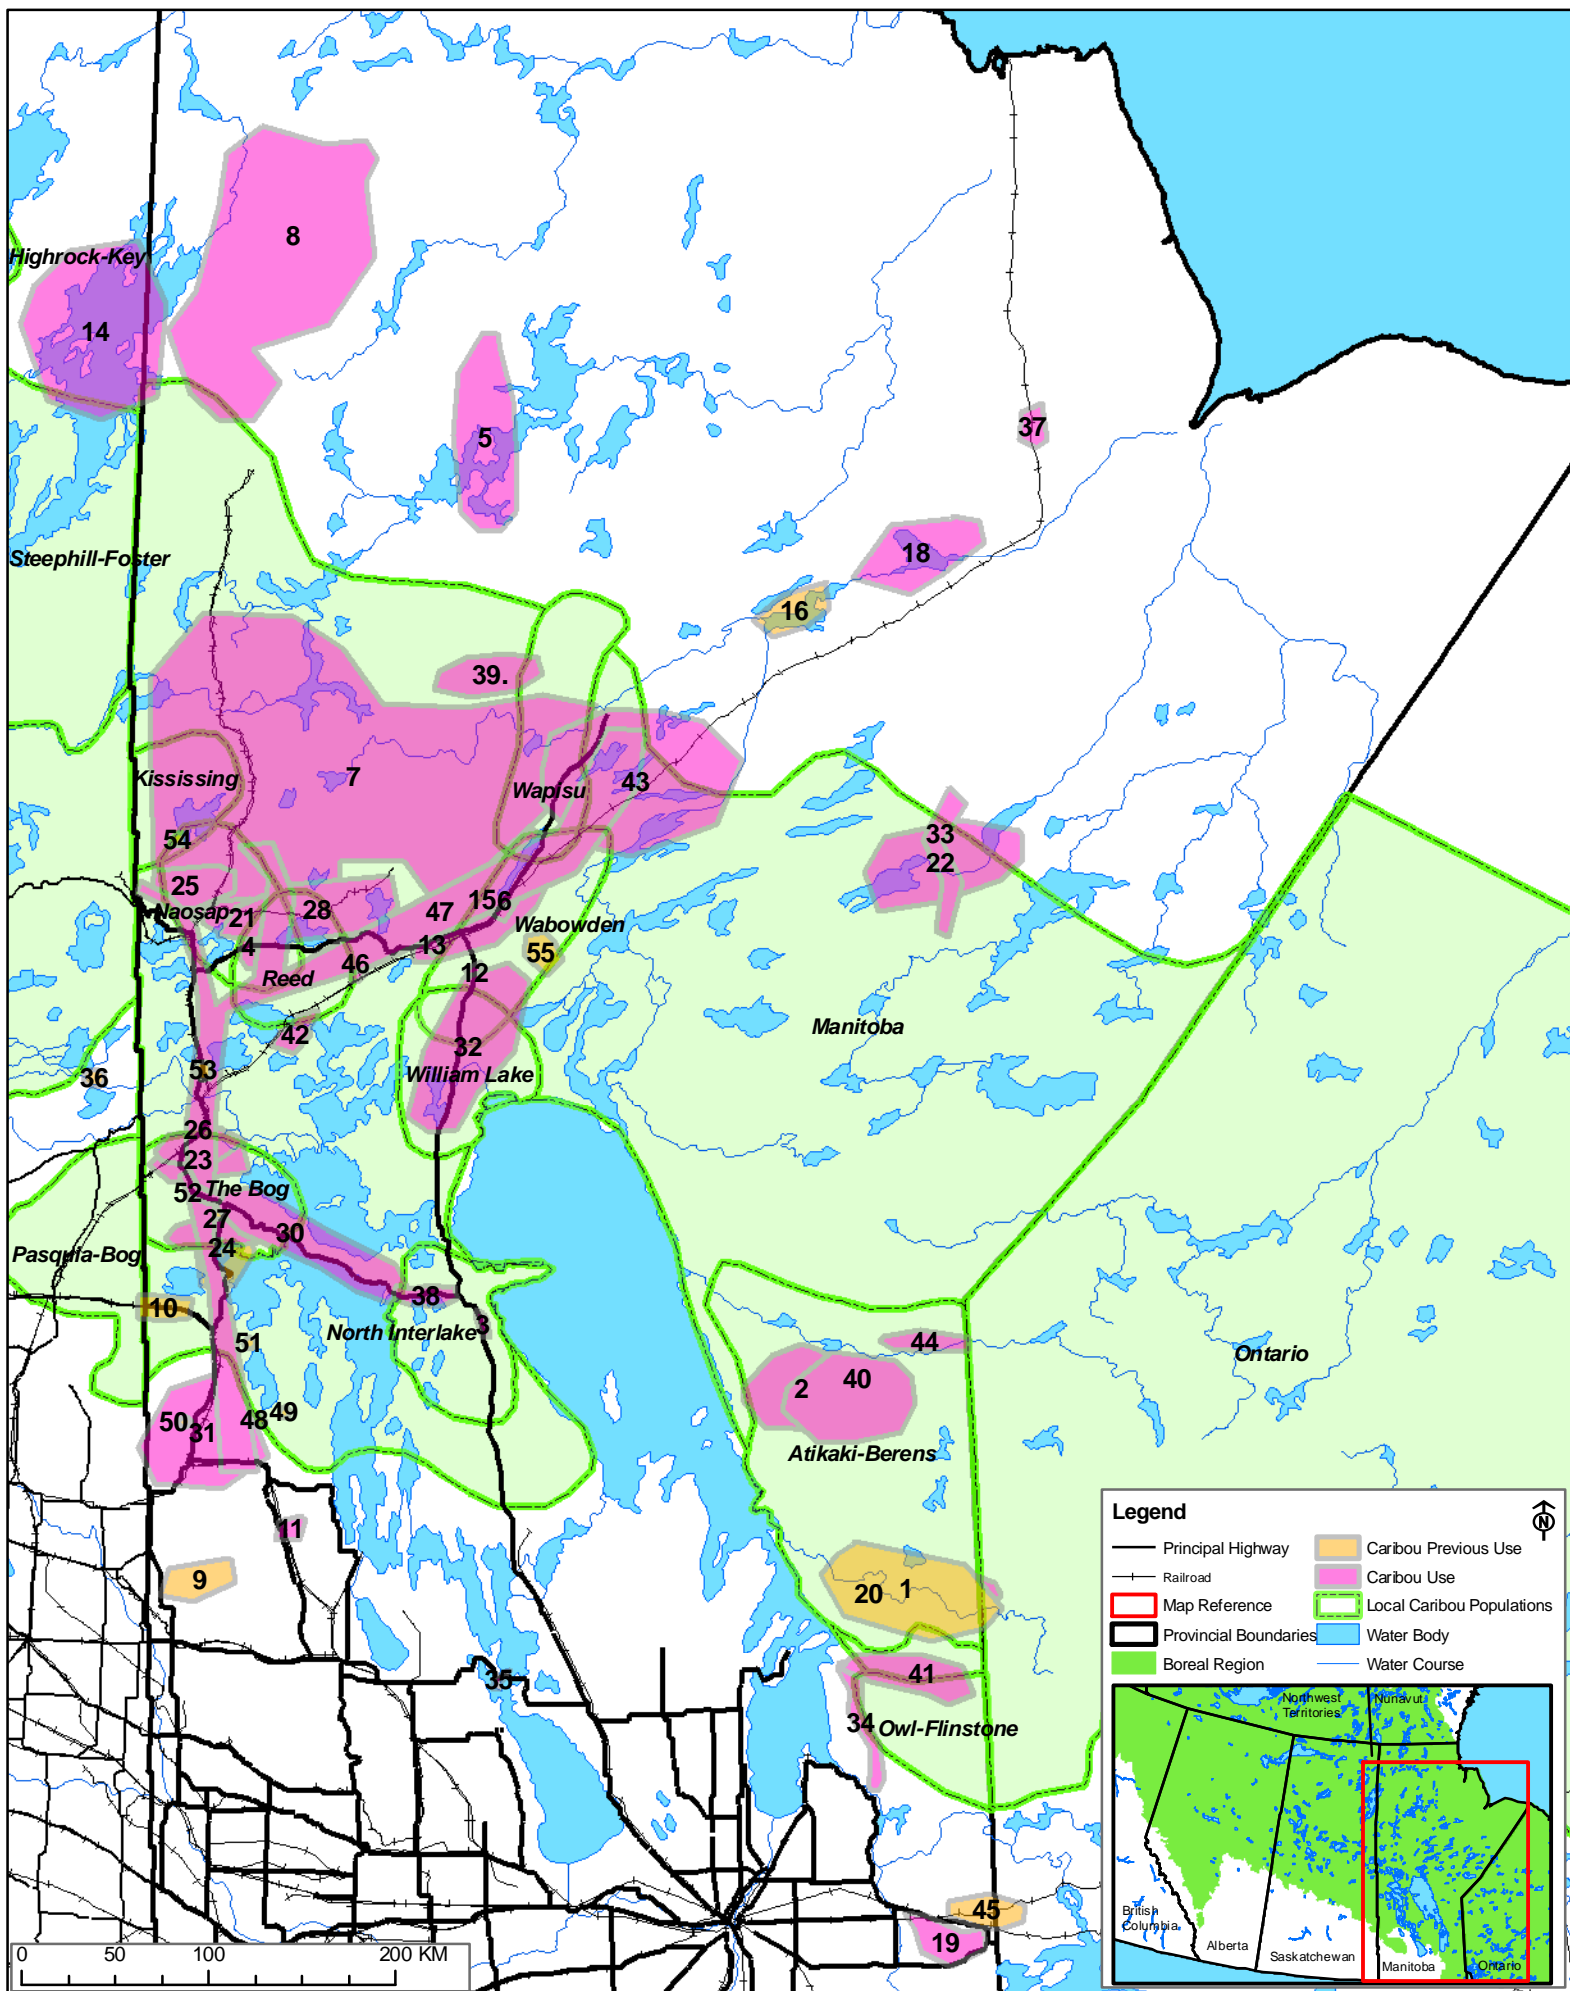 8
Highrock-Key
14
37
5
18
Steephill-Foster
16
39.
7
Kississing
43
Wapisu
54
33
22
25
156
28
47
Naosap
21
Wabowden
4
13
55
46
12
Reed
Manitoba
42
32
53
William Lake
36
26
23
The Bog
52
27
30
24
Pasquia-Bog
38
10
3
North Interlake
44
51
Ontario
40
2
49
50
48
31
Atikaki-Berens
11
9
20
1
41
35
34
Owl-Flinstone
45
19
0 50 100 200 KM
Legend
N
Principal Highway
Railroad
Map Reference
Provincial Boundaries
Boreal Region
Caribou Previous Use
Caribou Use
Local Caribou Populations
Water Body
Water Course
Northwest
Territories
Nunavut
British
Columbia
Alberta
Saskatchewan
Manitoba
Ontario